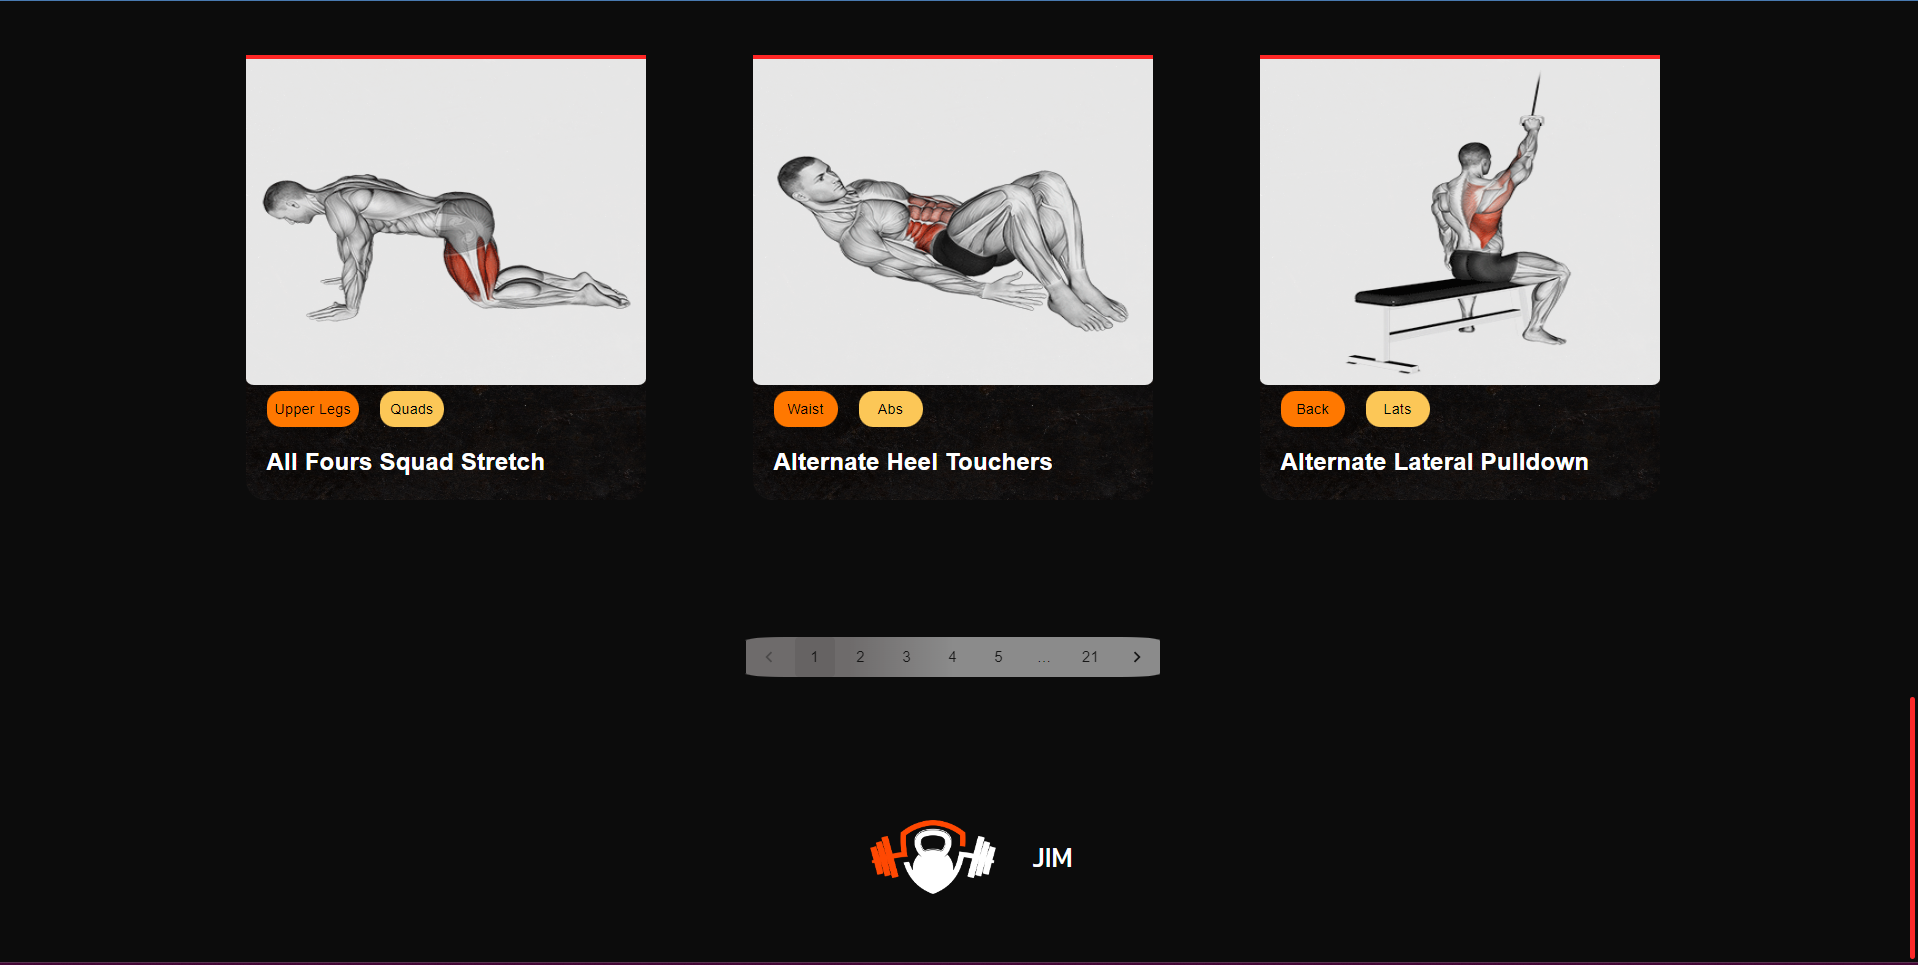 Upper Legs Quads
All Fours Squad Stretch
Waist Abs
Alternate Heel Touchers
Back Lats
Alternate Lateral Pulldown
1 2 3 4 5 ... 21
JIM